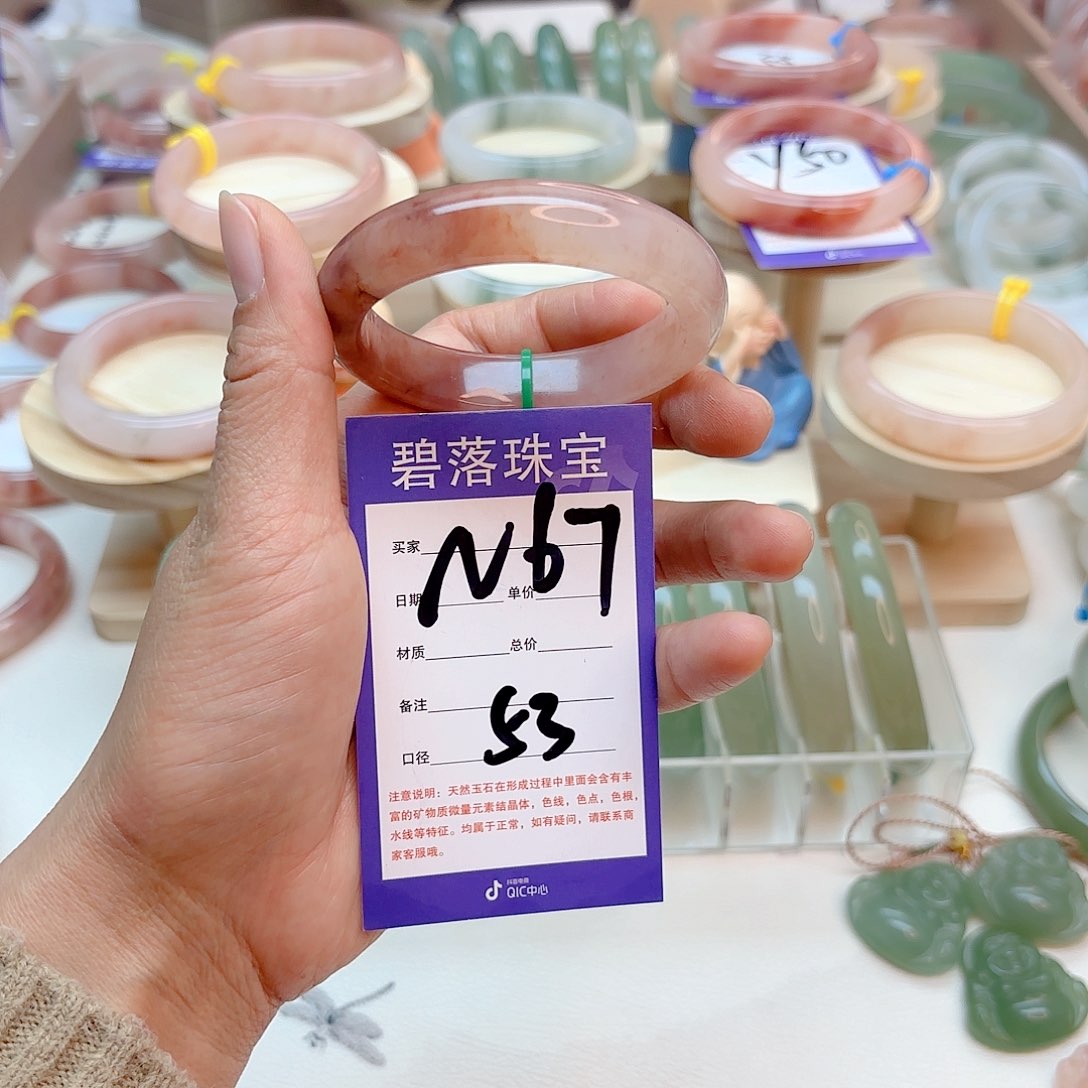 V50
碧落珠宝
N67
买家
日期 单价
材质 总价
备注
53
口径
注意说明：天然玉石在形成过程中里面会含有丰
富的矿物质微量元素结晶体，色线，色点，色根，
水线等特征。均属于正常，如有疑问，请联系商
家客服哦。
抖音电商
QIC中心